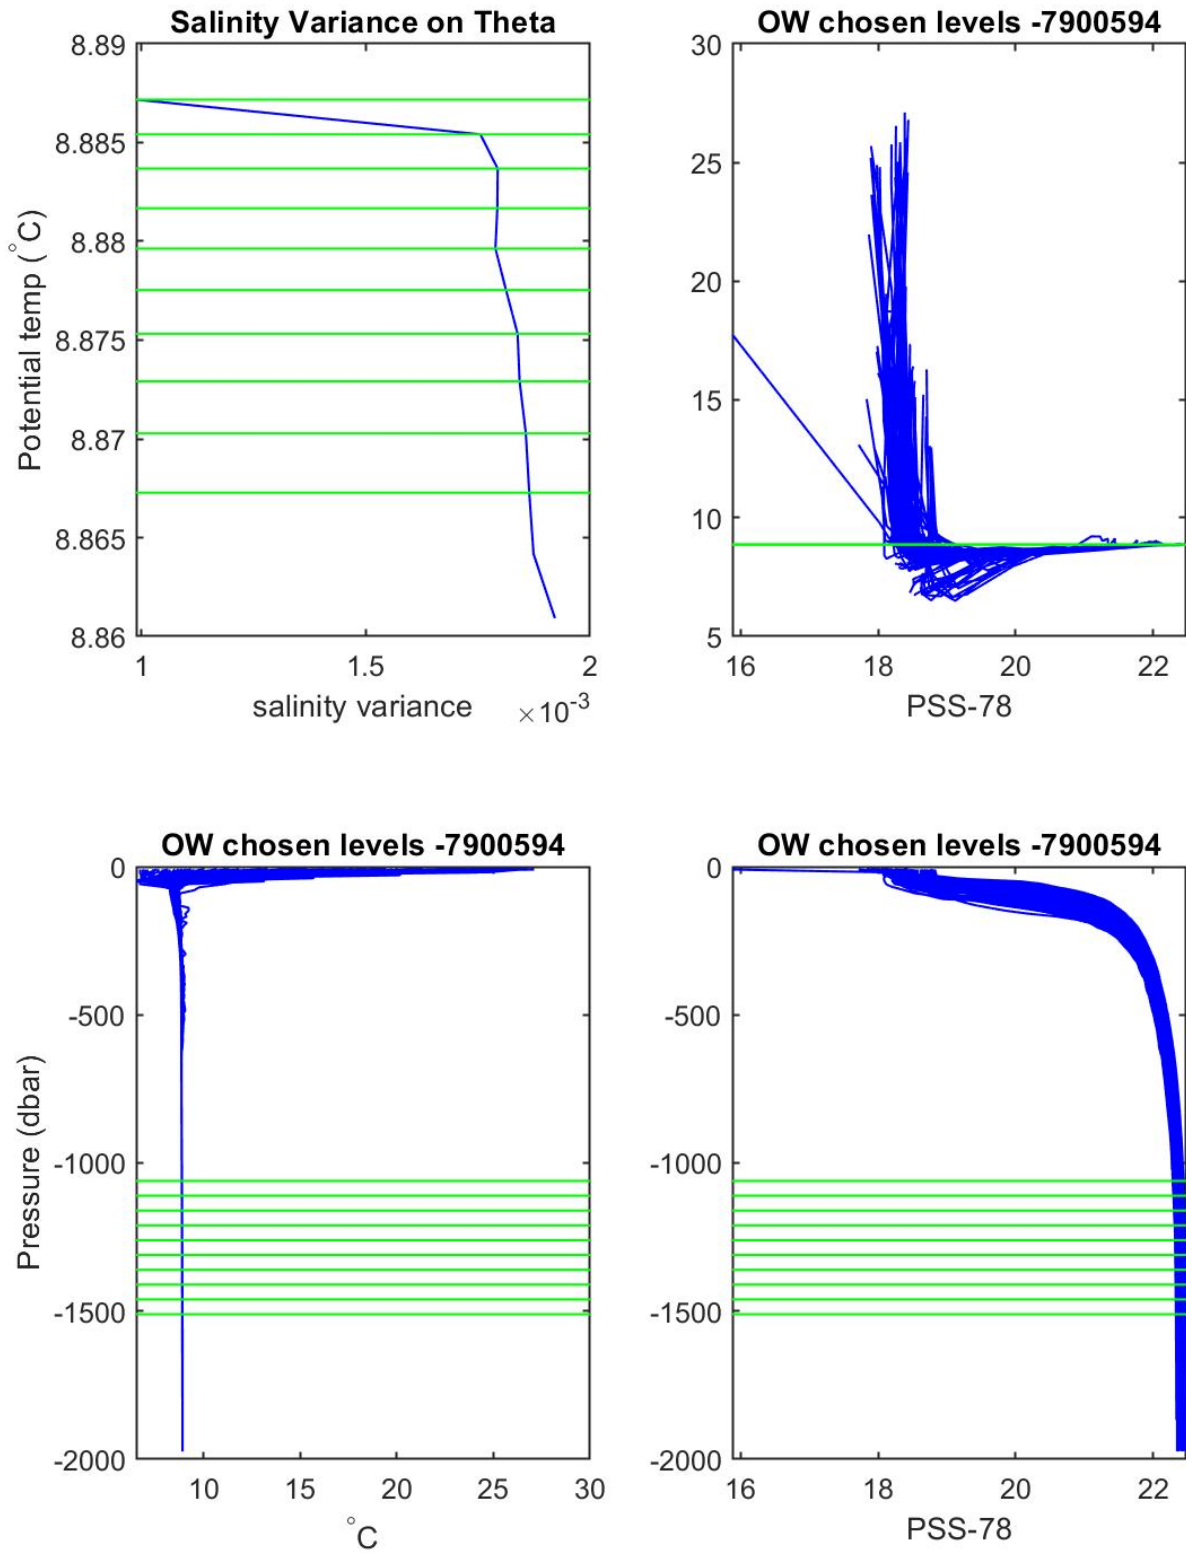 Salinity Variance on Theta
8.89
8.885
8.88
8.875
8.87
8.865
8.86
Potential temp (°C)
1 1.5 2
salinity variance ×10-3
OW chosen levels -7900594
30
25
20
15
10
5
16 18 20 22
PSS-78
OW chosen levels -7900594
0
-500
-1000
-1500
-2000
Pressure (dbar)
10 15 20 25 30
°C
OW chosen levels -7900594
0
-500
-1000
-1500
-2000
16 18 20 22
PSS-78